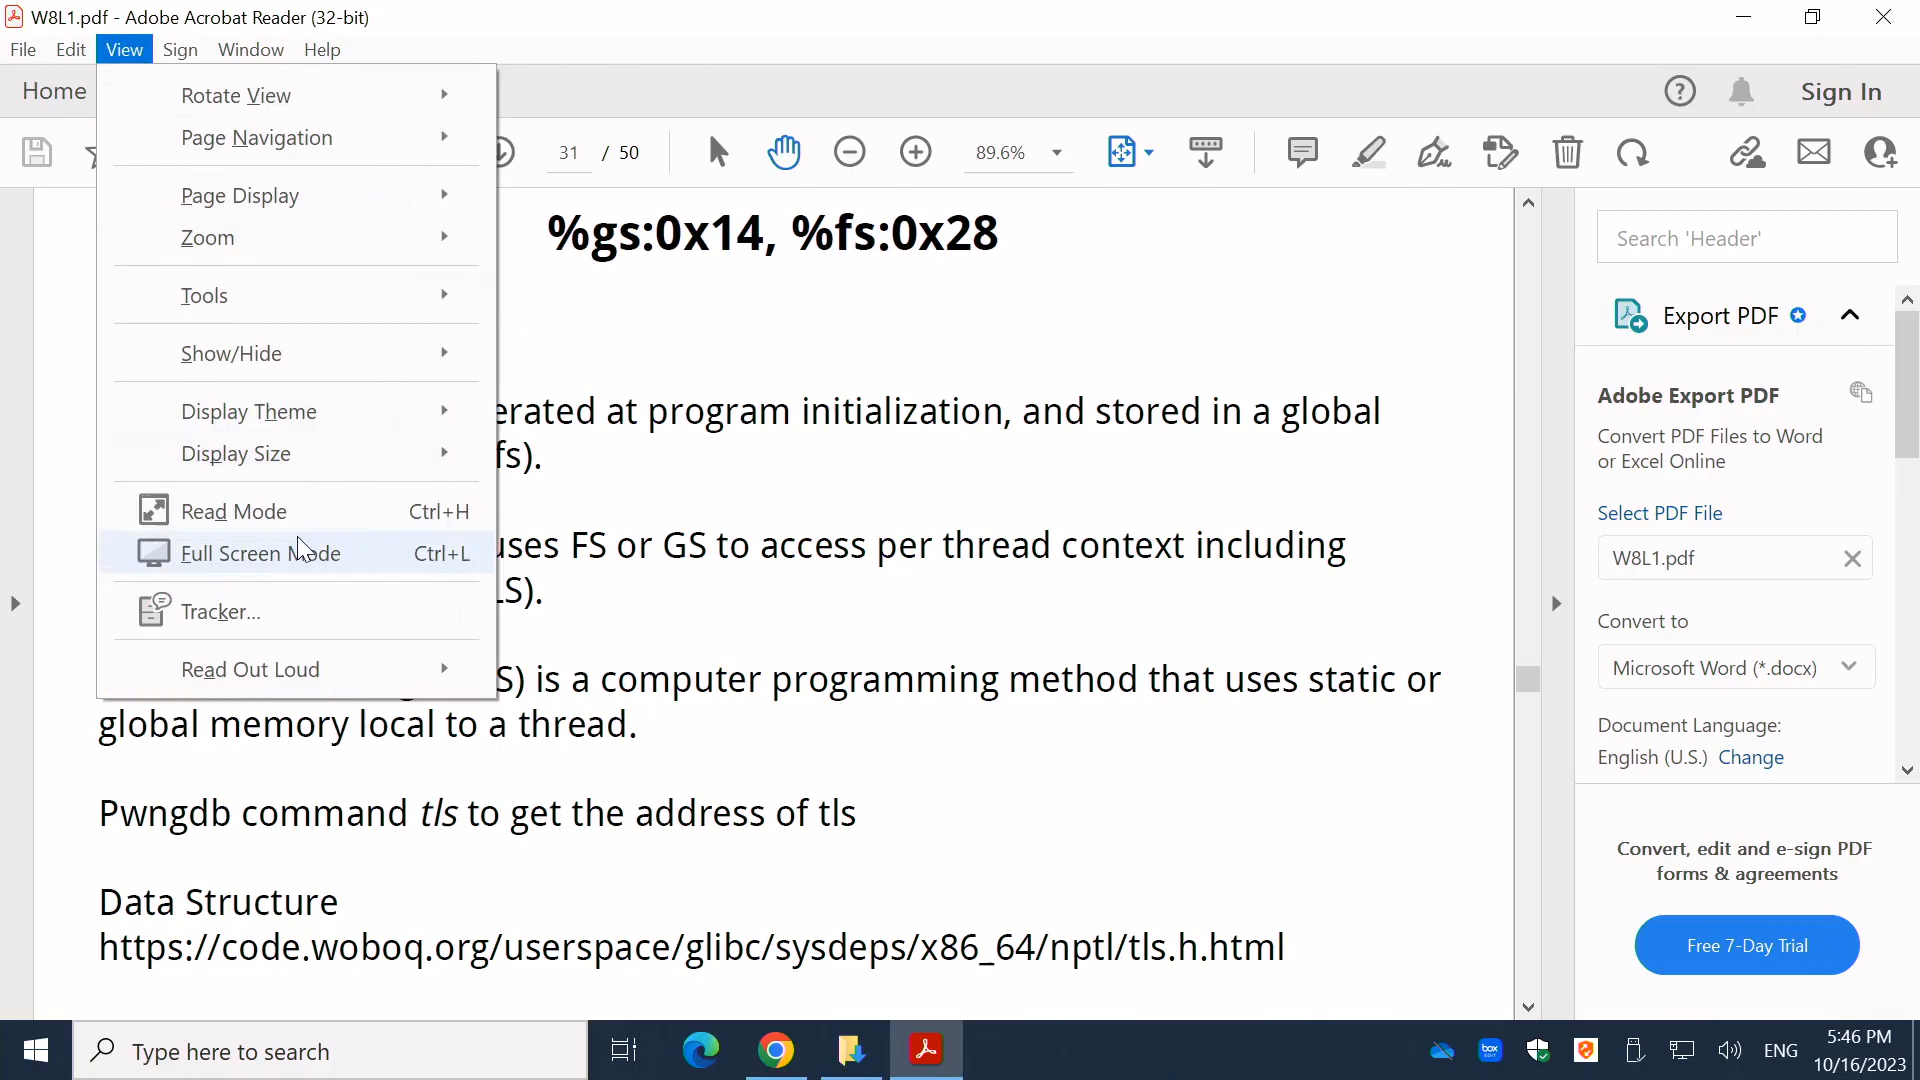 W8L1.pdf - Adobe Acrobat Reader (32-bit)
File Edit View Sign Window Help
Home
Sign In
31 / 50
89.6%
Rotate View
Page Navigation
Page Display
Zoom
Tools
Show/Hide
Display Theme
Display Size
Read Mode Ctrl+H
Full Screen Mode Ctrl+L
Tracker...
Read Out Loud
%gs:0x14, %fs:0x28
erated at program initialization, and stored in a global
fs).
uses FS or GS to access per thread context including
LS).
S) is a computer programming method that uses static or
global memory local to a thread.
Pwngdb command tls to get the address of tls
Data Structure
https://code.woboq.org/userspace/glibc/sysdeps/x86_64/nptl/tls.h.html
Search 'Header'
Export PDF
Adobe Export PDF
Convert PDF Files to Word
or Excel Online
Select PDF File
W8L1.pdf
Convert to
Microsoft Word (*.docx)
Document Language:
English (U.S.) Change
Convert, edit and e-sign PDF
forms & agreements
Free 7-Day Trial
Type here to search
box
EDIT
ENG
5:46 PM
10/16/2023